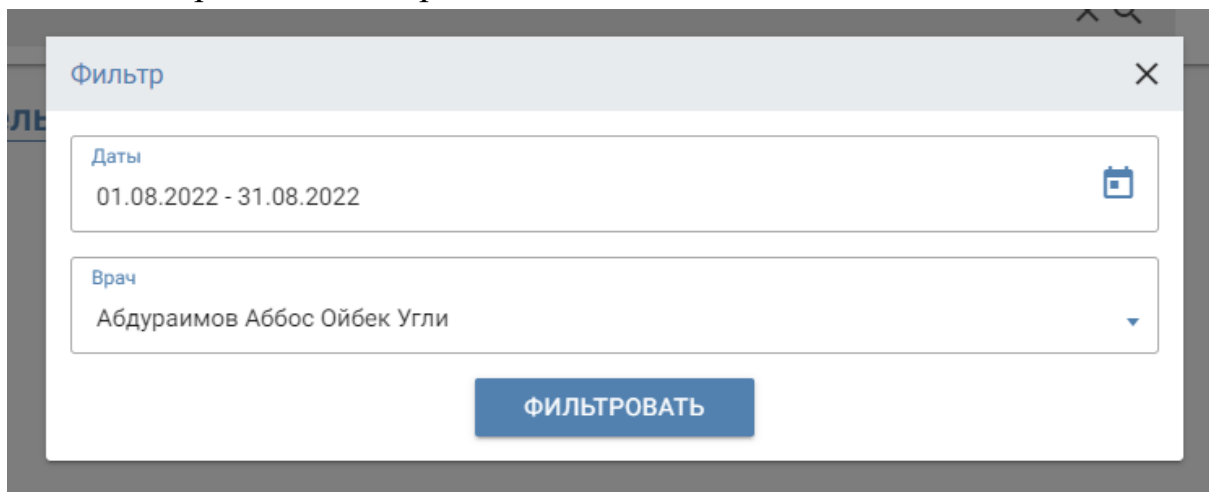 Фильтр
Даты
01.08.2022 - 31.08.2022
Врач
Абдураимов Аббос Ойбек Угли
ФИЛЬТРОВАТЬ